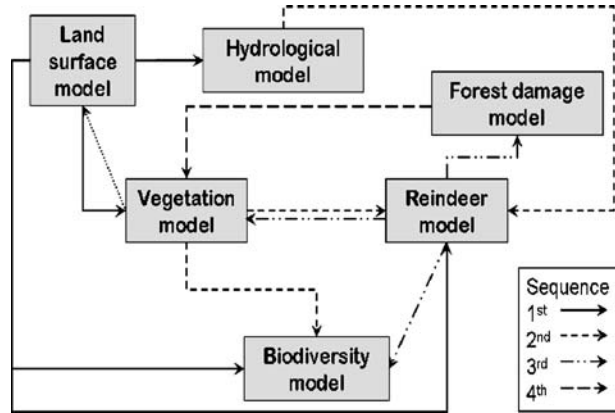 Land
surface
model
Hydrological
model
Forest damage
model
Vegetation
model
Reindeer
model
Biodiversity
model
Sequence
1st
2nd
3rd
4th